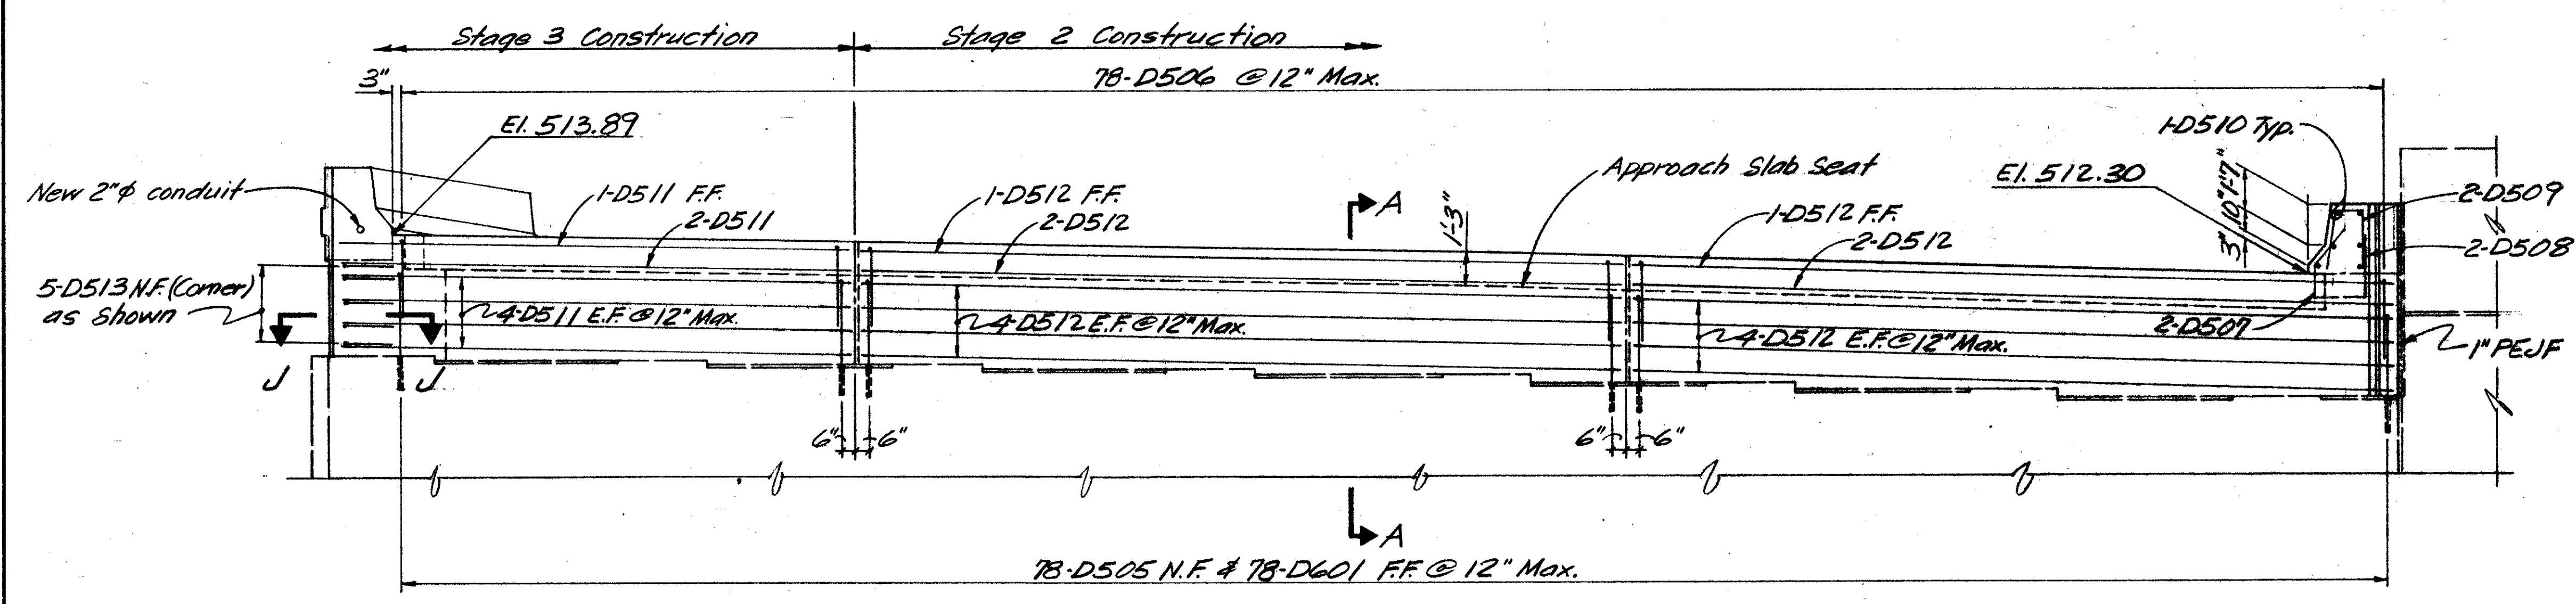 Stage 3 Construction
Stage 2 Construction
3"
78-D506 @ 12" Max.
El. 513.89
1-D510 Typ.
New 2"ϕ conduit
1-D511 F.F.
2-D511
1-D512 F.F.
2-D512
A
1'-3"
Approach Slab Seat
1-D512 F.F.
2-D512
El. 512.30
3" 10" 1'-7"
2-D509
2-D508
5-D513 N.F. (Corner)
as shown
4-D511 E.F. @ 12" Max.
4-D512 E.F. @ 12" Max.
4-D512 E.F. @ 12" Max.
2-D507
1" PEJF
J
J
6"
6"
6"
6"
A
78-D505 N.F. & 78-D601 F.F. @ 12" Max.